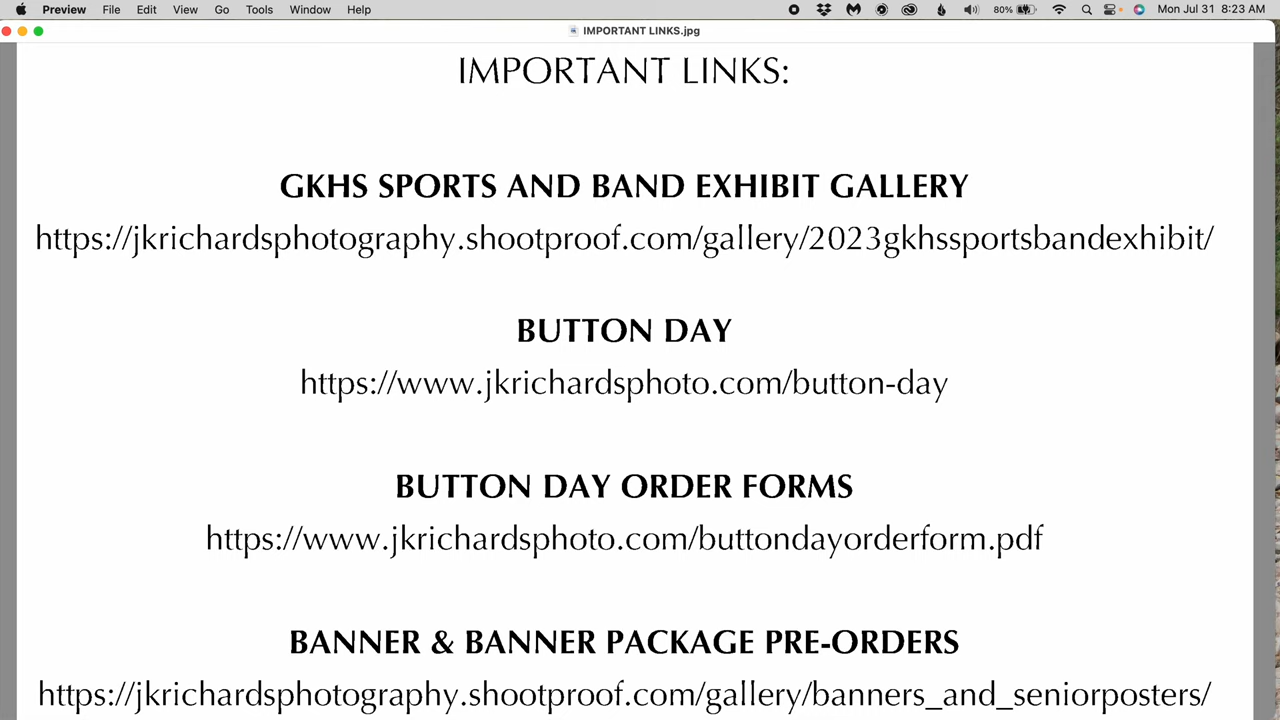 Preview File Edit View Go Tools Window Help 80% Mon Jul 31 8:23 AM
IMPORTANT LINKS.jpg
IMPORTANT LINKS:
GKHS SPORTS AND BAND EXHIBIT GALLERY
https://jkrichardsphotography.shootproof.com/gallery/2023gkhssportsbandexhibit/
BUTTON DAY
https://www.jkrichardsphoto.com/button-day
BUTTON DAY ORDER FORMS
https://www.jkrichardsphoto.com/buttondayorderform.pdf
BANNER & BANNER PACKAGE PRE-ORDERS
https://jkrichardsphotography.shootproof.com/gallery/banners_and_seniorposters/